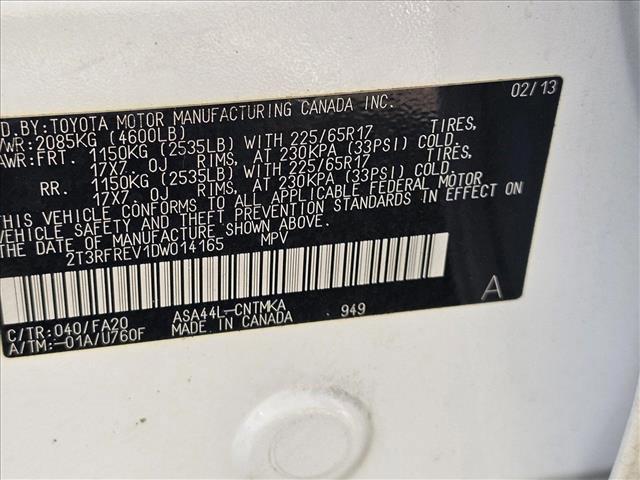 D.BY:TOYOTA MOTOR MANUFACTURING CANADA INC. 02/13
VWR:2085KG (4600LB)
AWR:FRT. 1150KG (2535LB) WITH 225/65R17 TIRES,
17X7.0J RIMS, AT 230KPA (33PSI) COLD.
RR. 1150KG (2535LB) WITH 225/65R17 TIRES,
17X7.0J RIMS, AT 230KPA (33PSI) COLD.
THIS VEHICLE CONFORMS TO ALL APPLICABLE FEDERAL MOTOR
VEHICLE SAFETY AND THEFT PREVENTION STANDARDS IN EFFECT ON
THE DATE OF MANUFACTURE SHOWN ABOVE.
2T3RFREV1DW014165 MPV
A
C/TR:040/FA20 ASA44L-CNTMKA 949
A/TM:-01A/U760F MADE IN CANADA